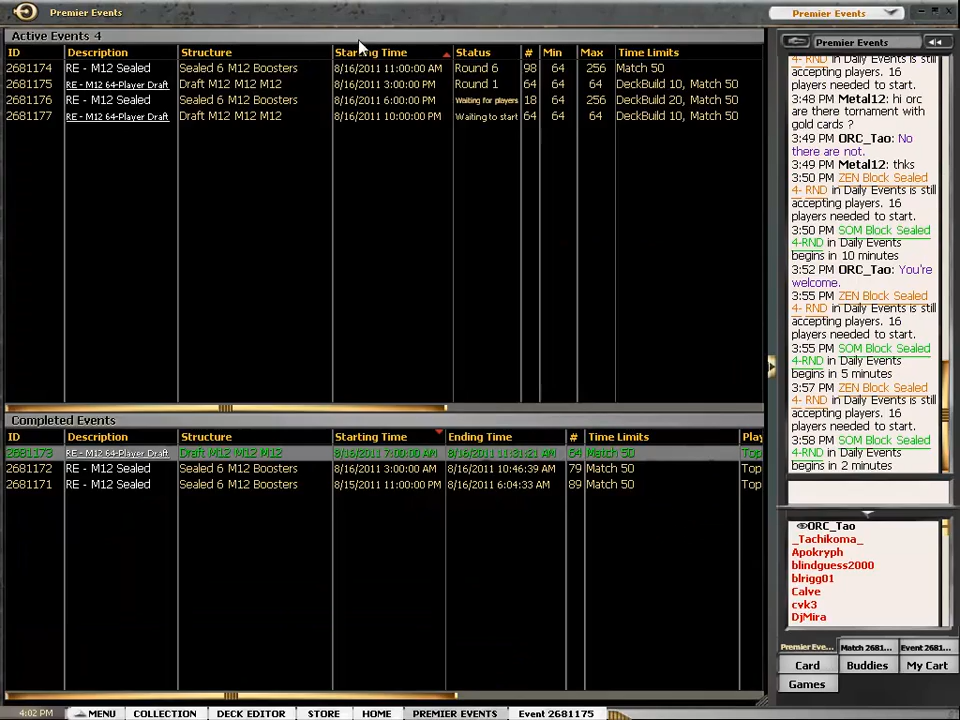 Premier Events
Premier Events
Active Events 4
ID Description Structure Starting Time Status # Min Max Time Limits
2681174 RE - M12 Sealed Sealed 6 M12 Boosters 8/16/2011 11:00:00 AM Round 6 98 64 256 Match 50
2681175 RE - M12 64-Player Draft Draft M12 M12 M12 8/16/2011 3:00:00 PM Round 1 64 64 64 DeckBuild 10, Match 50
2681176 RE - M12 Sealed Sealed 6 M12 Boosters 8/16/2011 6:00:00 PM Waiting for players 18 64 256 DeckBuild 20, Match 50
2681177 RE - M12 64-Player Draft Draft M12 M12 M12 8/16/2011 10:00:00 PM Waiting to start 64 64 64 DeckBuild 10, Match 50
Completed Events
ID Description Structure Starting Time Ending Time # Time Limits Play
2681173 RE - M12 64-Player Draft Draft M12 M12 M12 8/16/2011 7:00:00 AM 8/16/2011 11:31:21 AM 64 Match 50 Top
2681172 RE - M12 Sealed Sealed 6 M12 Boosters 8/16/2011 3:00:00 AM 8/16/2011 10:46:39 AM 79 Match 50 Top
2681171 RE - M12 Sealed Sealed 6 M12 Boosters 8/15/2011 11:00:00 PM 8/16/2011 6:04:33 AM 89 Match 50 Top
Premier Events
4- RND in Daily Events is still
accepting players. 16
players needed to start.
3:48 PM Metal12: hi orc
are there tornament with
gold cards ?
3:49 PM ORC_Tao: No
there are not.
3:49 PM Metal12: thks
3:50 PM ZEN Block Sealed
4- RND in Daily Events is still
accepting players. 16
players needed to start.
3:50 PM SOM Block Sealed
4-RND in Daily Events
begins in 10 minutes
3:52 PM ORC_Tao: You're
welcome.
3:55 PM ZEN Block Sealed
4- RND in Daily Events is still
accepting players. 16
players needed to start.
3:55 PM SOM Block Sealed
4-RND in Daily Events
begins in 5 minutes
3:57 PM ZEN Block Sealed
4- RND in Daily Events is still
accepting players. 16
players needed to start.
3:58 PM SOM Block Sealed
4-RND in Daily Events
begins in 2 minutes
ORC_Tao
_Tachikoma_
Apokryph
blindguess2000
blrigg01
Calve
cvk3
DjMira
Premier Eve... Match 2681... Event 2681...
Card Buddies My Cart
Games
4:02 PM MENU COLLECTION DECK EDITOR STORE HOME PREMIER EVENTS Event 2681175